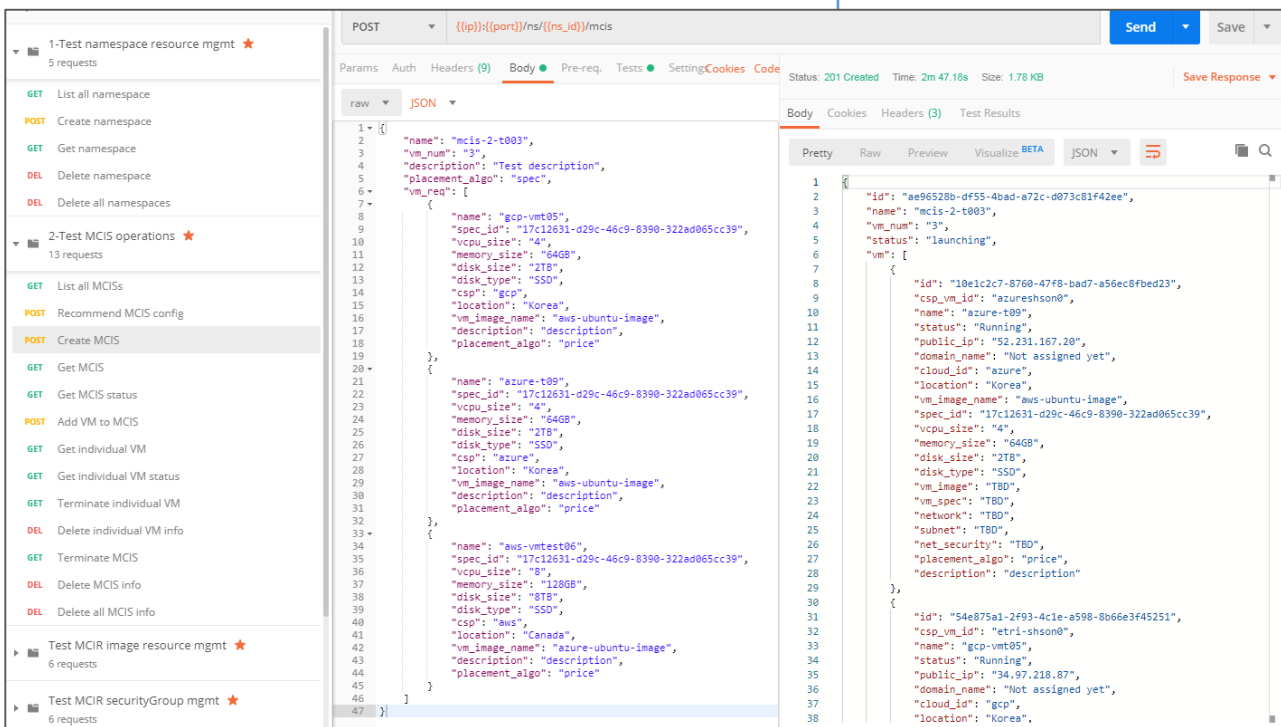 1-Test namespace resource mgmt ★
5 requests
GET List all namespace
POST Create namespace
GET Get namespace
DEL Delete namespace
DEL Delete all namespaces
2-Test MCIS operations ★
13 requests
GET List all MCISs
POST Recommend MCIS config
POST Create MCIS
GET Get MCIS
GET Get MCIS status
POST Add VM to MCIS
GET Get individual VM
GET Get individual VM status
GET Terminate individual VM
DEL Delete individual VM info
GET Terminate MCIS
DEL Delete MCIS info
DEL Delete all MCIS info
Test MCIR image resource mgmt ★
6 requests
Test MCIR securityGroup mgmt ★
6 requests
POST {{ip}}:{{port}}/ns/{{ns_id}}/mcis Send Save
Params Auth Headers (9) Body Pre-req. Tests Settings Cookies Code
raw JSON
1 {
2 "name": "mcis-2-t003",
3 "vm_num": "3",
4 "description": "Test description",
5 "placement_algo": "spec",
6 "vm_req": [
7 {
8 "name": "gcp-vmt05",
9 "spec_id": "17c12631-d29c-46c9-8390-322ad065cc39",
10 "vcpu_size": "4",
11 "memory_size": "64GB",
12 "disk_size": "2TB",
13 "disk_type": "SSD",
14 "csp": "gcp",
15 "location": "Korea",
16 "vm_image_name": "aws-ubuntu-image",
17 "description": "description",
18 "placement_algo": "price"
19 },
20 {
21 "name": "azure-t09",
22 "spec_id": "17c12631-d29c-46c9-8390-322ad065cc39",
23 "vcpu_size": "4",
24 "memory_size": "64GB",
25 "disk_size": "2TB",
26 "disk_type": "SSD",
27 "csp": "azure",
28 "location": "Korea",
29 "vm_image_name": "aws-ubuntu-image",
30 "description": "description",
31 "placement_algo": "price"
32 },
33 {
34 "name": "aws-vmtest06",
35 "spec_id": "17c12631-d29c-46c9-8390-322ad065cc39",
36 "vcpu_size": "8",
37 "memory_size": "128GB",
38 "disk_size": "8TB",
39 "disk_type": "SSD",
40 "csp": "aws",
41 "location": "Canada",
42 "vm_image_name": "azure-ubuntu-image",
43 "description": "description",
44 "placement_algo": "price"
45 }
46 ]
47 }
Status: 201 Created Time: 2m 47.18s Size: 1.78 KB Save Response
Body Cookies Headers (3) Test Results
Pretty Raw Preview Visualize BETA JSON
1 {
2 "id": "ae96528b-df55-4bad-a72c-d073c81f42ee",
3 "name": "mcis-2-t003",
4 "vm_num": "3",
5 "status": "launching",
6 "vm": [
7 {
8 "id": "10e1c2c7-8760-47f8-bad7-a56ec8fbed23",
9 "csp_vm_id": "azureshson0",
10 "name": "azure-t09",
11 "status": "Running",
12 "public_ip": "52.231.167.20",
13 "domain_name": "Not assigned yet",
14 "cloud_id": "azure",
15 "location": "Korea",
16 "vm_image_name": "aws-ubuntu-image",
17 "spec_id": "17c12631-d29c-46c9-8390-322ad065cc39",
18 "vcpu_size": "4",
19 "memory_size": "64GB",
20 "disk_size": "2TB",
21 "disk_type": "SSD",
22 "vm_image": "TBD",
23 "vm_spec": "TBD",
24 "network": "TBD",
25 "subnet": "TBD",
26 "net_security": "TBD",
27 "placement_algo": "price",
28 "description": "description"
29 },
30 {
31 "id": "54e875a1-2f93-4c1e-a598-8b66e3f45251",
32 "csp_vm_id": "etri-shson0",
33 "name": "gcp-vmt05",
34 "status": "Running",
35 "public_ip": "34.97.218.87",
36 "domain_name": "Not assigned yet",
37 "cloud_id": "gcp",
38 "location": "Korea",